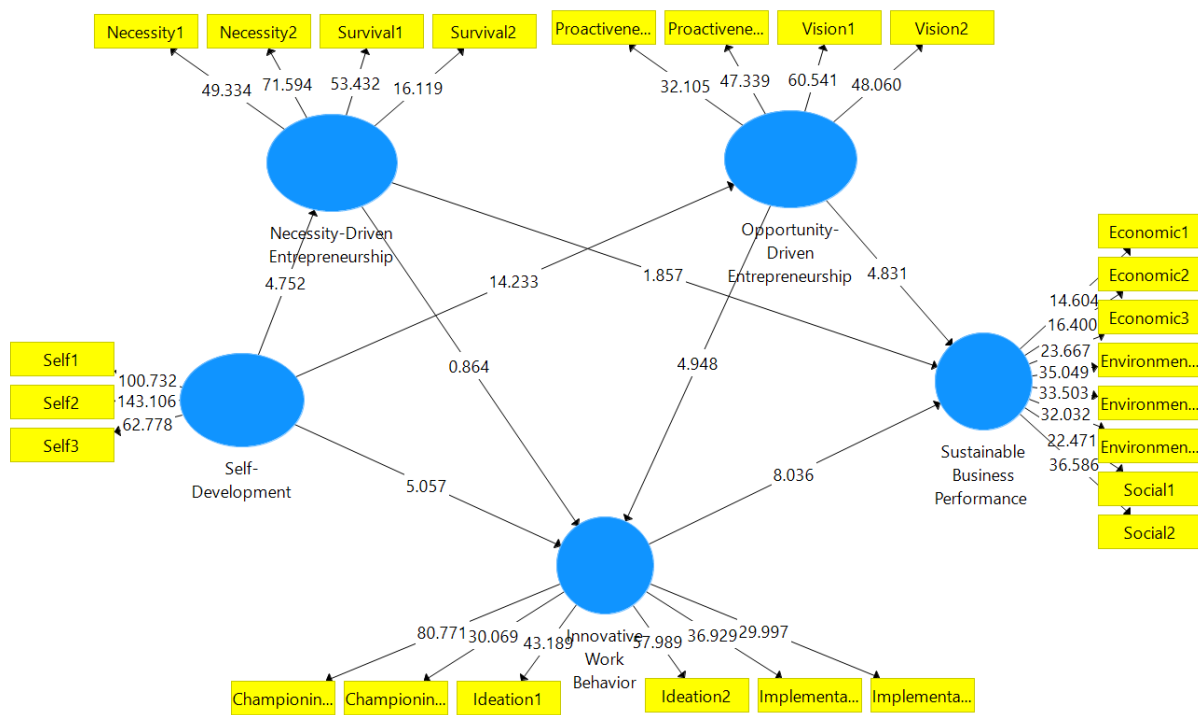 Necessity1
Necessity2
Survival1
Survival2
Proactivene...
Proactivene...
Vision1
Vision2
49.334
71.594
53.432
16.119
32.105
47.339
60.541
48.060
Necessity-Driven
Entrepreneurship
Opportunity-
Driven
Entrepreneurship
4.752
14.233
1.857
4.831
0.864
4.948
Economic1
Economic2
Economic3
Environmen...
Environmen...
Environmen...
Social1
Social2
14.604
16.400
23.667
35.049
33.503
32.032
22.471
36.586
Self1
Self2
Self3
100.732
143.106
62.778
Self-
Development
Sustainable
Business
Performance
5.057
8.036
80.771
30.069
43.189
57.989
36.929
29.997
Innovative
Work
Behavior
Championin...
Championin...
Ideation1
Ideation2
Implementa...
Implementa...